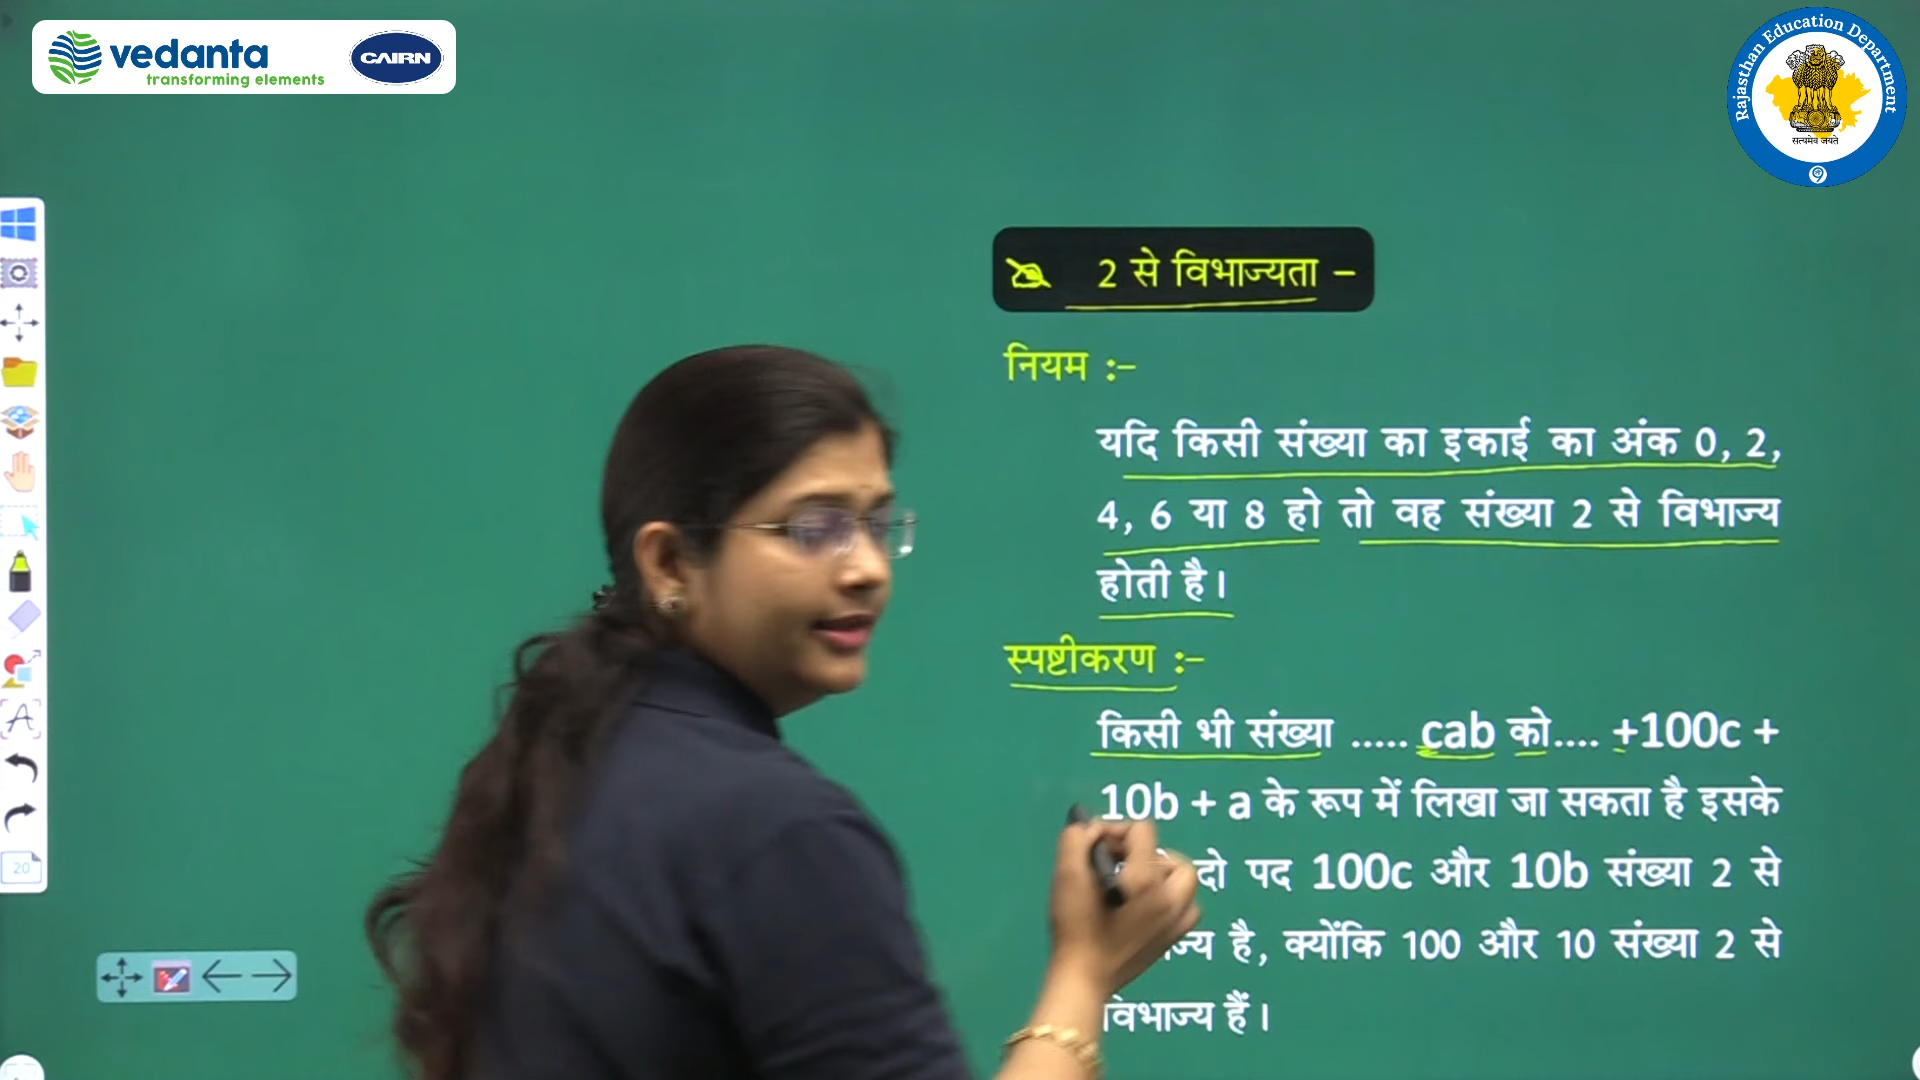 vedanta
transforming elements
CAIRN
Rajasthan Education Department
सत्यमेव जयते
2 से विभाज्यता –
नियम :–
यदि किसी संख्या का इकाई का अंक 0, 2,
4, 6 या 8 हो तो वह संख्या 2 से विभाज्य
होती है।
स्पष्टीकरण :–
किसी भी संख्या ..... cab को.... +100c +
10b + a के रूप में लिखा जा सकता है इसके
दो पद 100c और 10b संख्या 2 से
है, क्योंकि 100 और 10 संख्या 2 से
विभाज्य हैं।
20